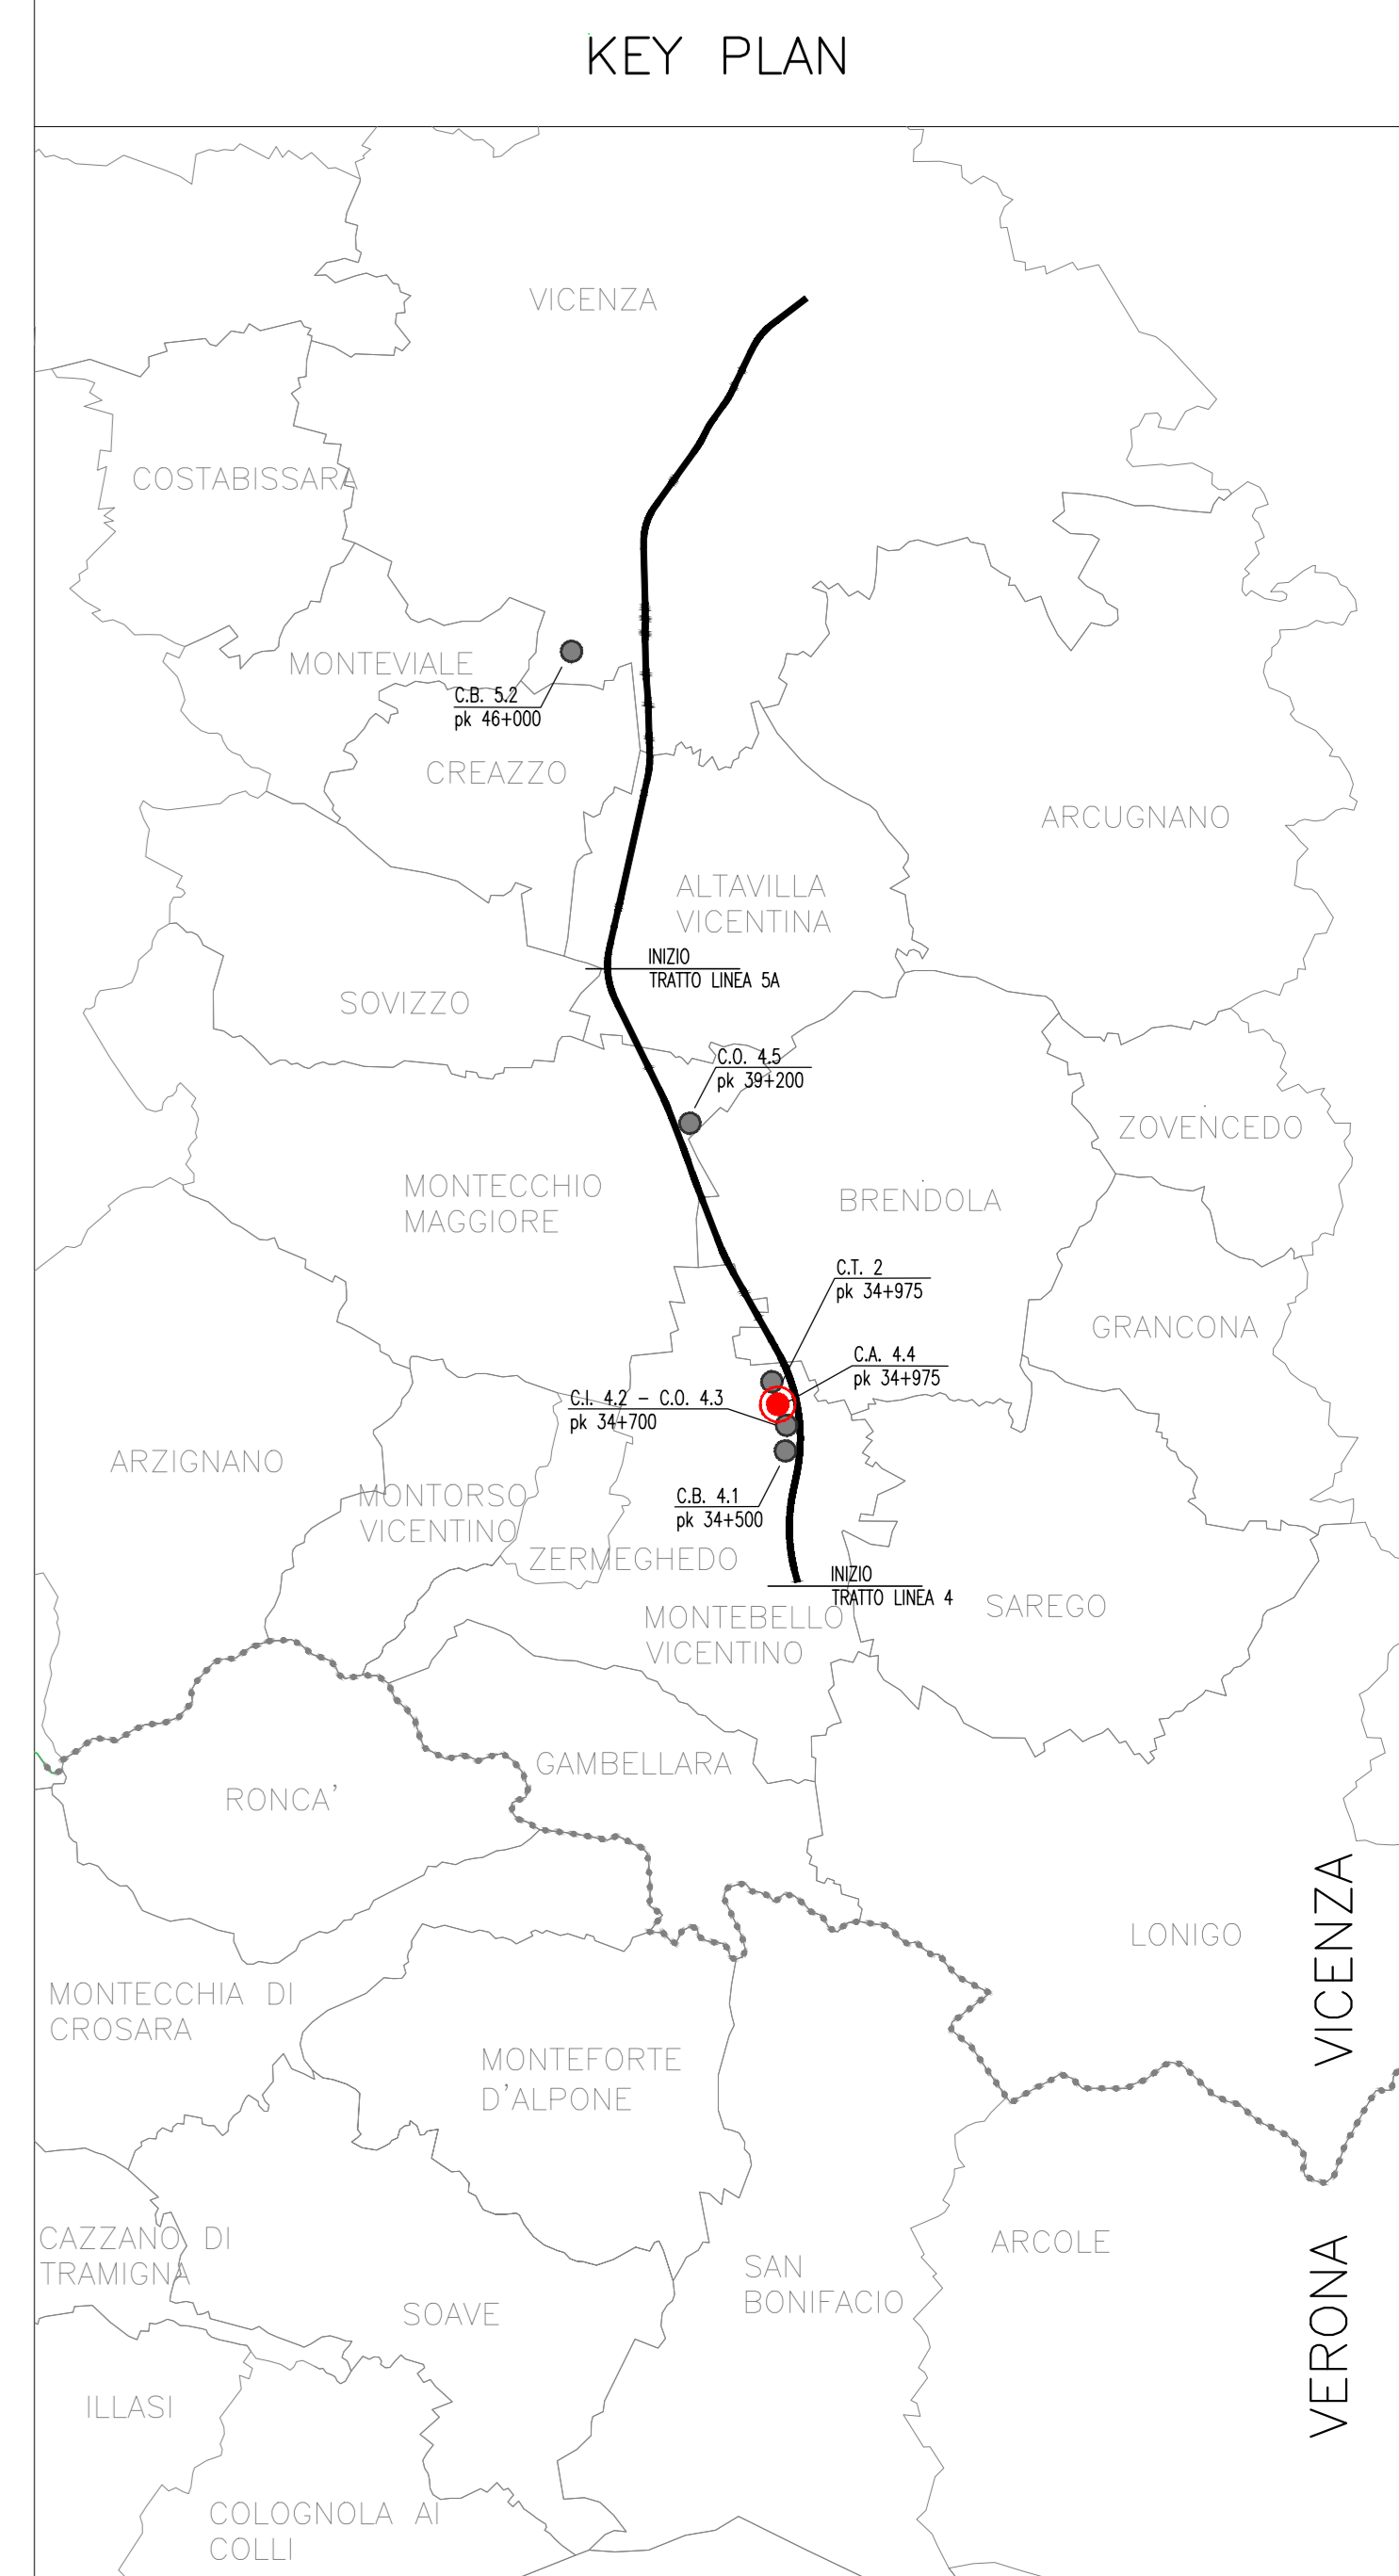 KEY PLAN
VICENZA
COSTABISSARA
MONTEVIALE
C.B. 5.2
pk 46+000
CREAZZO
ARCUGNANO
ALTAVILLA
VICENTINA
INIZIO
TRATTO LINEA 5A
SOVIZZO
C.O. 4.5
pk 39+200
ZOVENCEDO
MONTECCHIO
MAGGIORE
BRENDOLA
C.T. 2
pk 34+975
GRANCONA
C.A. 4.4
pk 34+975
C.I. 4.2 – C.O. 4.3
pk 34+700
ARZIGNANO
MONTORSO
VICENTINO
C.B. 4.1
pk 34+500
ZERMEGHEDO
INIZIO
TRATTO LINEA 4
SAREGO
MONTEBELLO
VICENTINO
GAMBELLARA
RONCA'
LONIGO
VICENZA
MONTECCHIA DI
CROSARA
MONTEFORTE
D'ALPONE
CAZZANO DI
TRAMIGNA
ARCOLE
SAN
BONIFACIO
VERONA
SOAVE
ILLASI
COLOGNOLA AI
COLLI